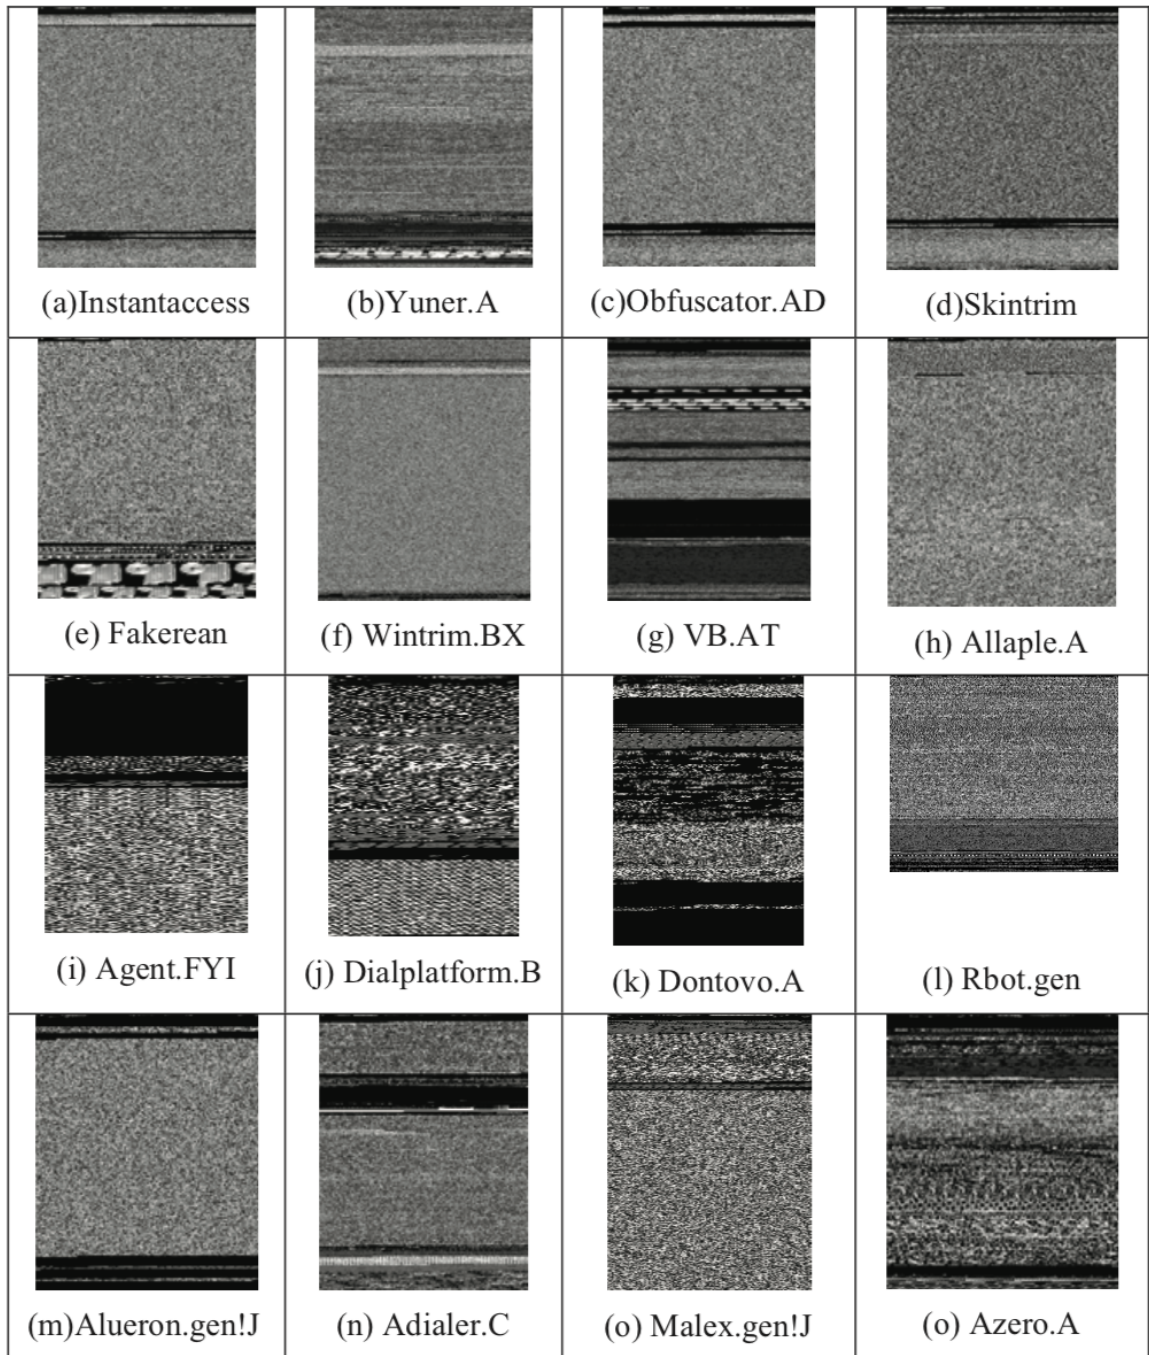 (a)Instantaccess
(b)Yuner.A
(c)Obfuscator.AD
(d)Skintrim
(e) Fakerean
(f) Wintrim.BX
(g) VB.AT
(h) Allaple.A
(i) Agent.FYI
(j) Dialplatform.B
(k) Dontovo.A
(l) Rbot.gen
(m)Alueron.gen!J
(n) Adialer.C
(o) Malex.gen!J
(o) Azero.A